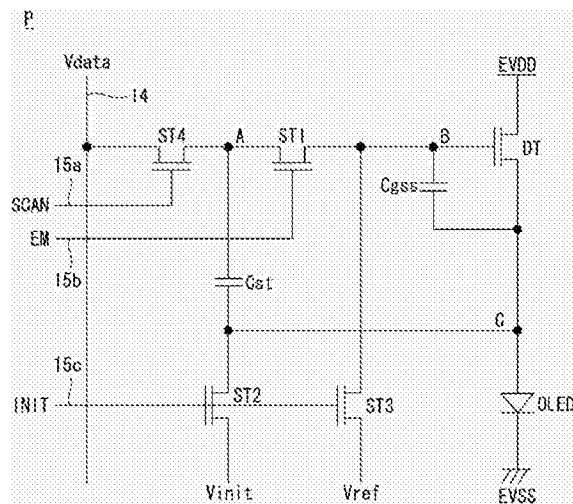 P
Vdata
14
EVDD
ST4
A
ST1
B
DT
15a
Cgss
SCAN
EM
15b
Cst
C
15c
INIT
ST2
ST3
OLED
Vinit
Vref
EVSS